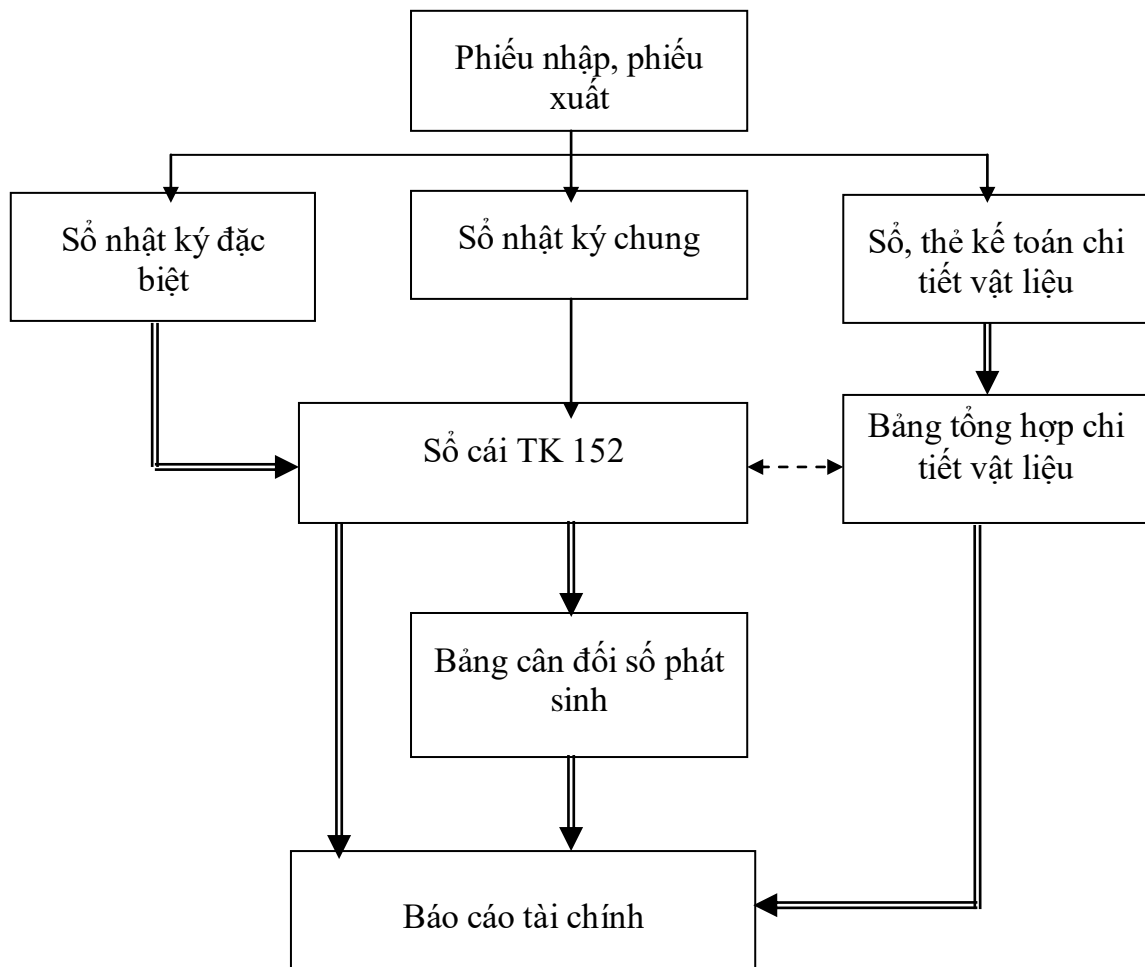 Phiếu nhập, phiếu
xuất
Sổ nhật ký đặc
biệt
Sổ nhật ký chung
Sổ, thẻ kế toán chi
tiết vật liệu
Sổ cái TK 152
Bảng tổng hợp chi
tiết vật liệu
Bảng cân đối số phát
sinh
Báo cáo tài chính